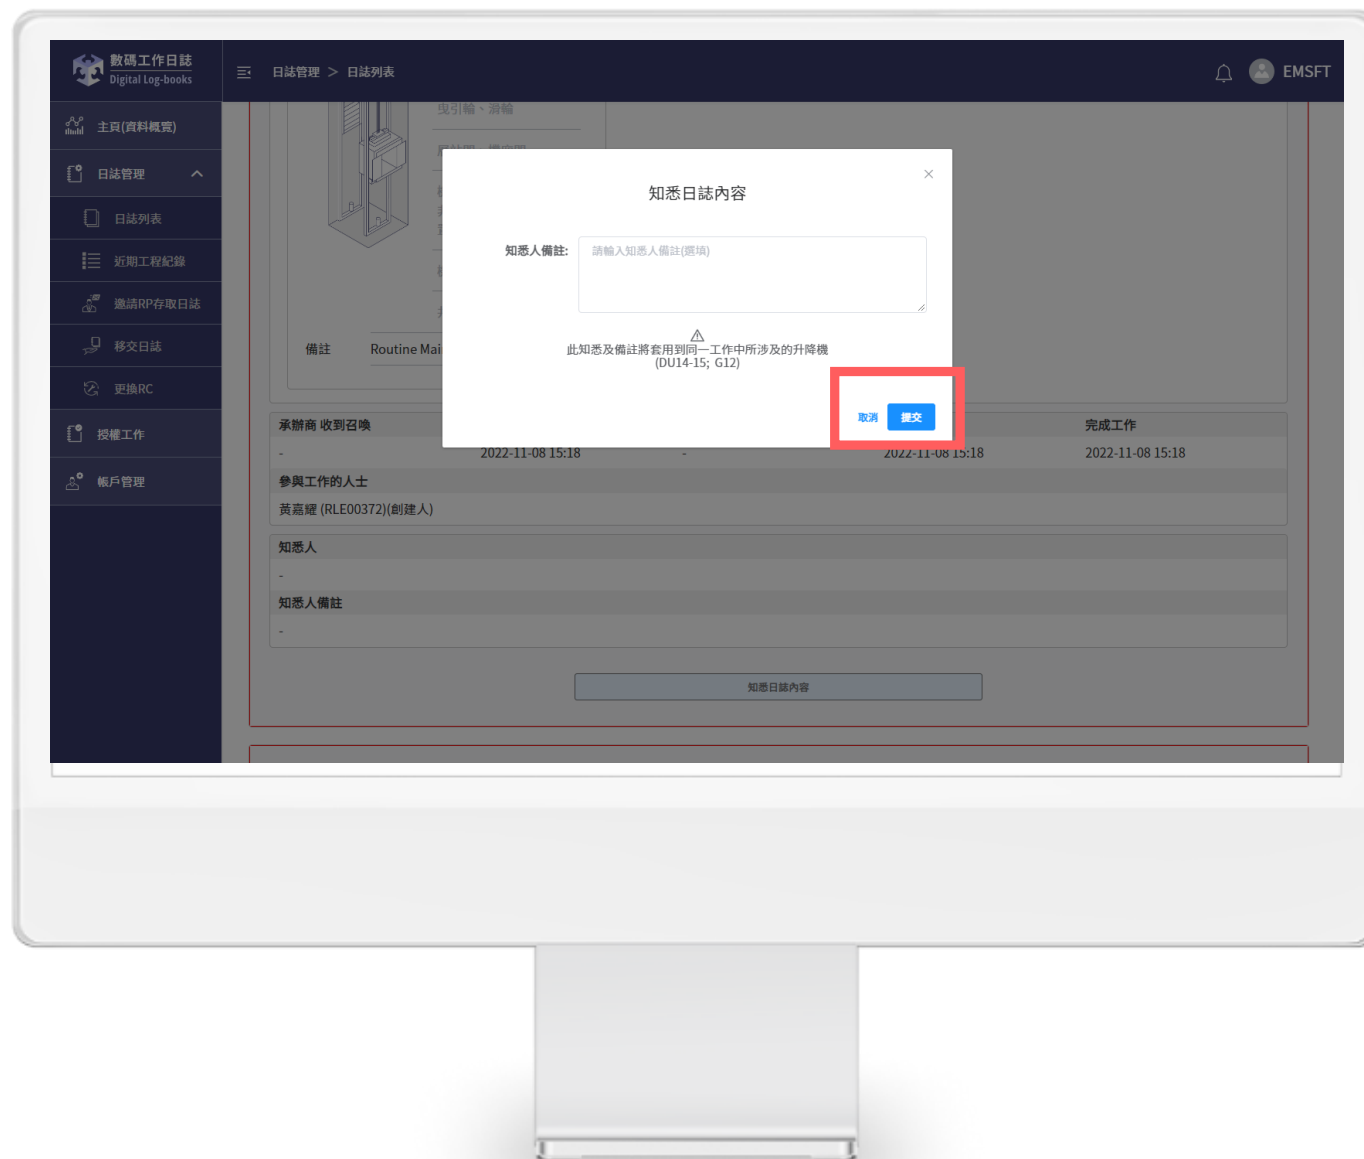 數碼工作日誌
Digital Log-books
日誌管理 > 日誌列表
EMSFT
主頁(資料概覽)
日誌管理
日誌列表
近期工程紀錄
邀請RP存取日誌
移交日誌
更換RC
授權工作
帳戶管理
曳引輪、滑輪
知悉日誌內容
知悉人備註:
請輸入知悉人備註(選填)
此知悉及備註將套用到同一工作中所涉及的升降機
(DU14-15; G12)
取消 提交
備註 Routine Mai
承辦商 收到召喚
完成工作
- 2022-11-08 15:18 - 2022-11-08 15:18 2022-11-08 15:18
參與工作的人士
黃嘉耀 (RLE00372)(創建人)
知悉人
-
知悉人備註
-
知悉日誌內容